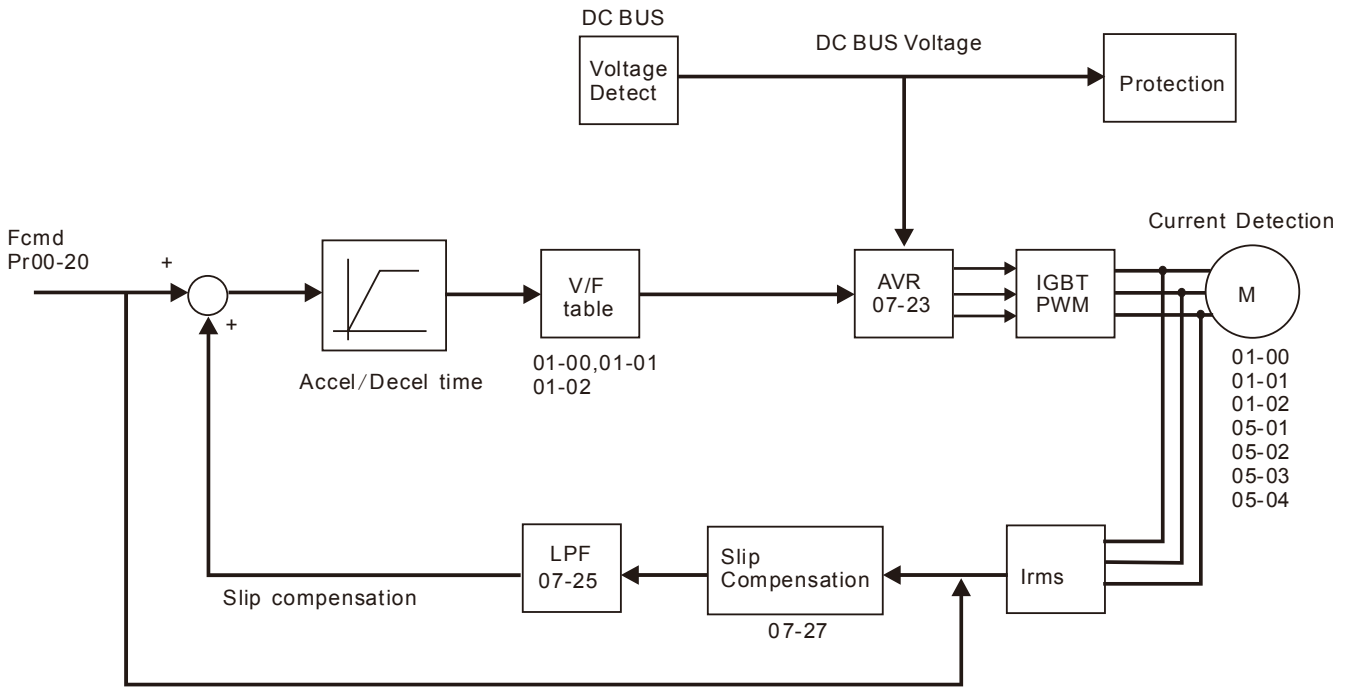 DC BUS
Voltage
Detect
DC BUS Voltage
Protection
Fcmd
Pr00-20
+
+
Accel/Decel time
V/F
table
01-00,01-01
01-02
AVR
07-23
IGBT
PWM
Current Detection
M
01-00
01-01
01-02
05-01
05-02
05-03
05-04
Slip compensation
LPF
07-25
Slip
Compensation
07-27
Irms